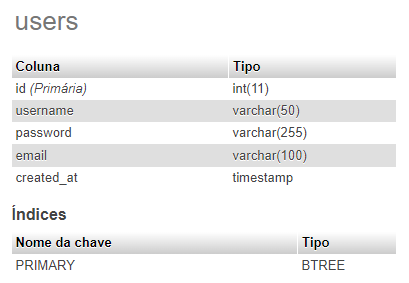 users
Coluna Tipo
id (Primária) int(11)
username varchar(50)
password varchar(255)
email varchar(100)
created_at timestamp
Índices
Nome da chave Tipo
PRIMARY BTREE